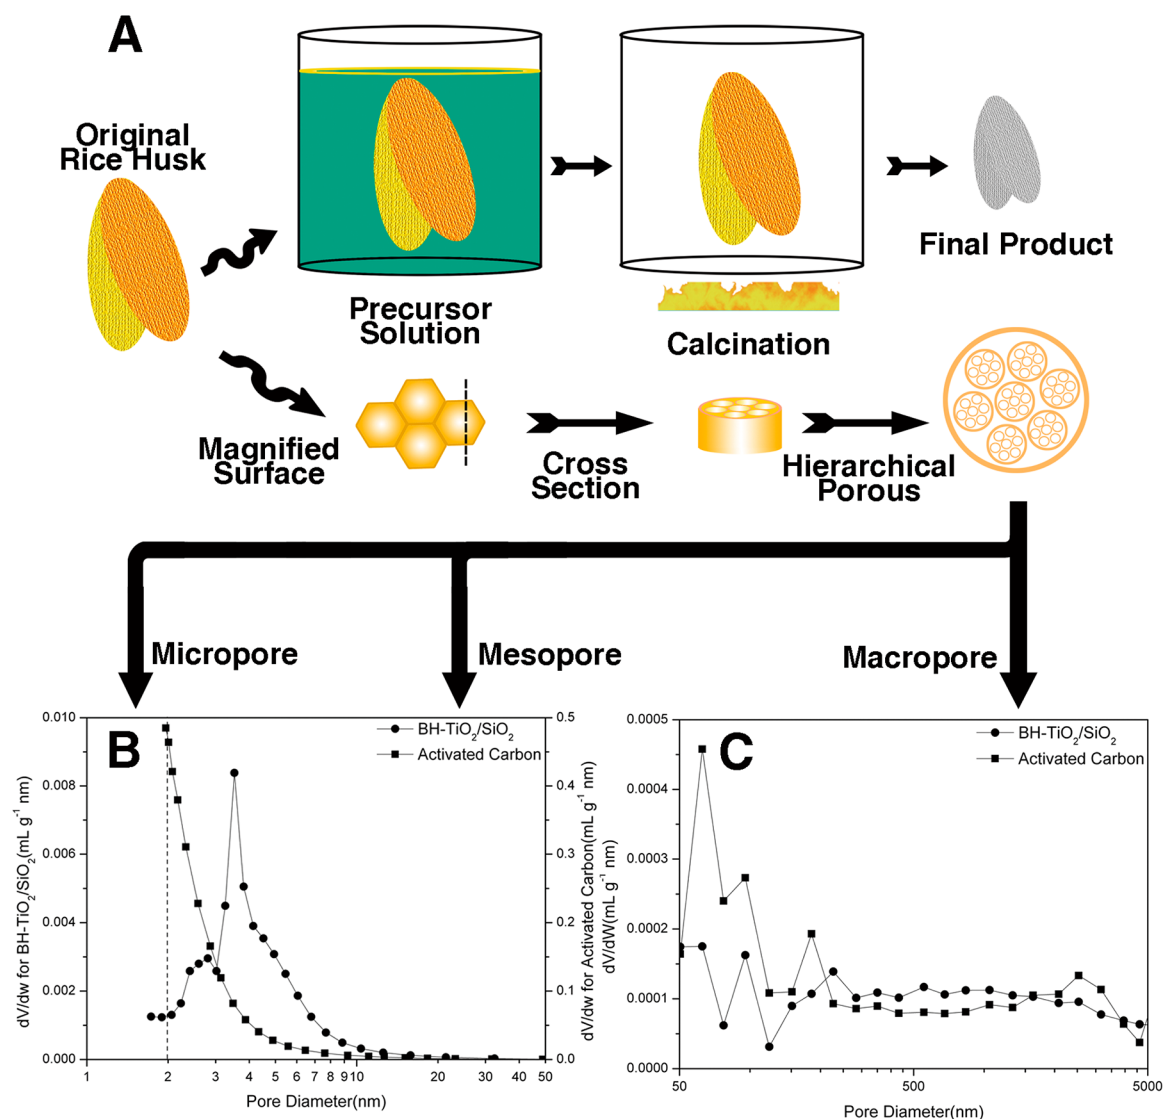 A
Original
Rice Husk
Precursor
Solution
Calcination
Final Product
Magnified
Surface
Cross
Section
Hierarchical
Porous
Micropore
Mesopore
Macropore
B
BH-TiO₂/SiO₂
Activated Carbon
dV/dw for BH-TiO₂/SiO₂(mL g⁻¹ nm)
0.010
0.008
0.006
0.004
0.002
0.000
0.5
0.4
0.3
0.2
0.1
0.0
dV/dw for Activated Carbon(mL g⁻¹ nm)
1 2 3 4 5 6 7 8 9 10 20 30 40 50
Pore Diameter(nm)
C
BH-TiO₂/SiO₂
Activated Carbon
dV/dW(mL g⁻¹ nm)
0.0005
0.0004
0.0003
0.0002
0.0001
0.0000
50 500 5000
Pore Diameter(nm)